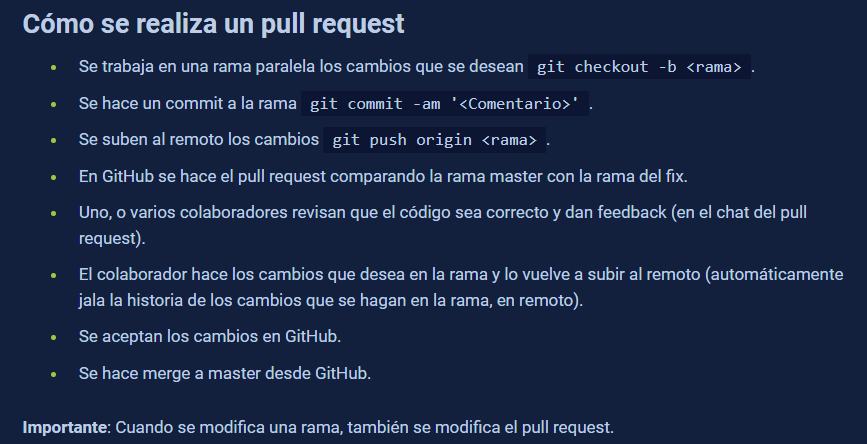 Cómo se realiza un pull request
Se trabaja en una rama paralela los cambios que se desean git checkout -b <rama> .
Se hace un commit a la rama git commit -am '<Comentario>' .
Se suben al remoto los cambios git push origin <rama> .
En GitHub se hace el pull request comparando la rama master con la rama del fix.
Uno, o varios colaboradores revisan que el código sea correcto y dan feedback (en el chat del pull
request).
El colaborador hace los cambios que desea en la rama y lo vuelve a subir al remoto (automáticamente
jala la historia de los cambios que se hagan en la rama, en remoto).
Se aceptan los cambios en GitHub.
Se hace merge a master desde GitHub.
Importante: Cuando se modifica una rama, también se modifica el pull request.